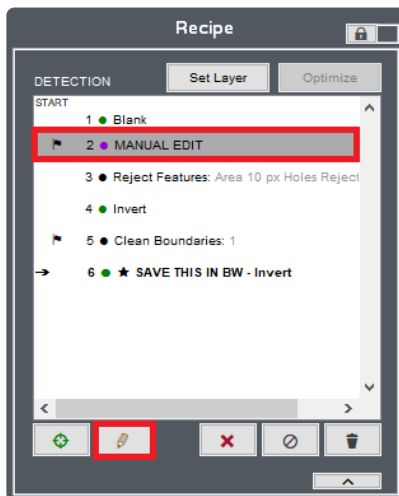 Recipe
DETECTION Set Layer Optimize
START
1 Blank
2 MANUAL EDIT
3 Reject Features: Area 10 px Holes Reject
4 Invert
5 Clean Boundaries: 1
6 ★ SAVE THIS IN BW - Invert